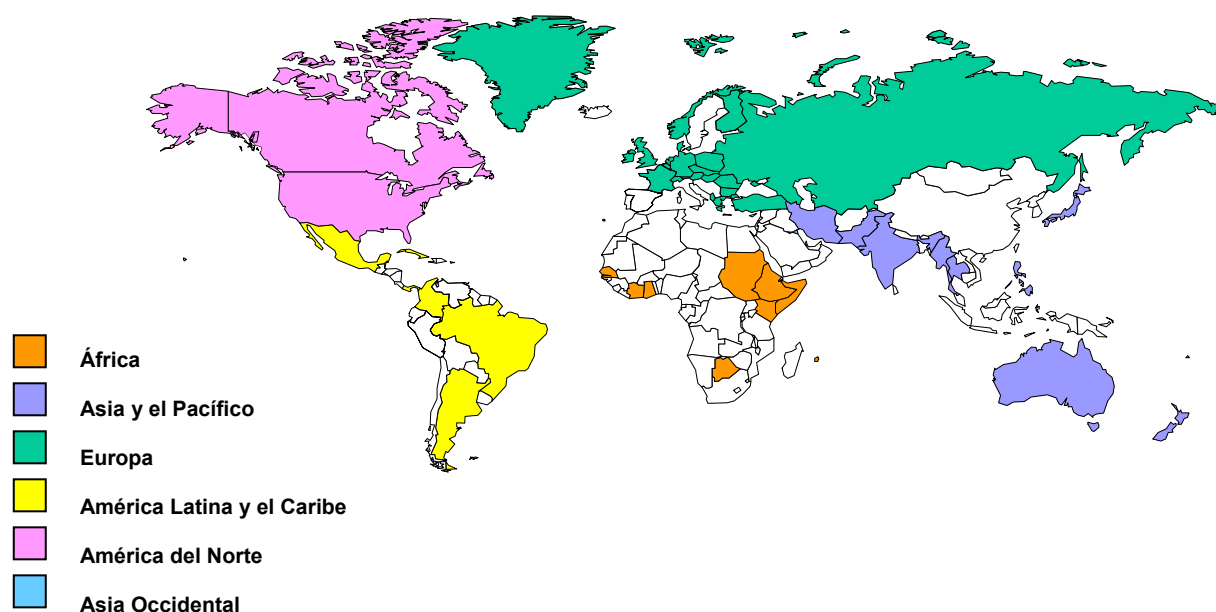 África
Asia y el Pacífico
Europa
América Latina y el Caribe
América del Norte
Asia Occidental